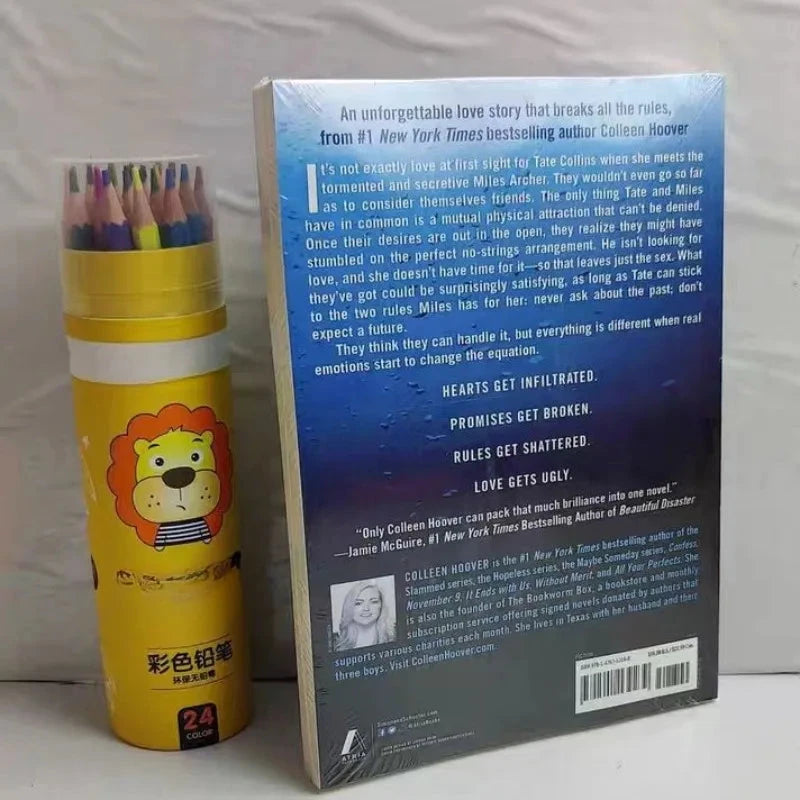 An unforgettable love story that breaks all the rules,
from #1 New York Times bestselling author Colleen Hoover
It's not exactly love at first sight for Tate Collins when she meets the
tormented and secretive Miles Archer. They wouldn't even go so far
as to consider themselves friends. The only thing Tate and Miles
have in common is a mutual physical attraction that can't be denied.
Once their desires are out in the open, they realize they might have
stumbled on the perfect no-strings arrangement. He isn't looking for
love, and she doesn't have time for it—so that leaves just the sex. What
they've got could be surprisingly satisfying, as long as Tate can stick
to the two rules Miles has for her: never ask about the past; don't
expect a future.
They think they can handle it, but everything is different when real
emotions start to change the equation.
HEARTS GET INFILTRATED.
PROMISES GET BROKEN.
RULES GET SHATTERED.
LOVE GETS UGLY.
“Only Colleen Hoover can pack that much brilliance into one novel.”
—Jamie McGuire, #1 New York Times Bestselling Author of Beautiful Disaster
COLLEEN HOOVER is the #1 New York Times bestselling author of the
Slammed series, the Hopeless series, the Maybe Someday series, Confess,
November 9, It Ends with Us, Without Merit, and All Your Perfects. She
is also the founder of The Bookworm Box, a bookstore and monthly
subscription service offering signed novels donated by authors that
supports various charities each month. She lives in Texas with her husband and their
three boys. Visit ColleenHoover.com.
SimonandSchuster.com
AtriaBooks
ATRIA
彩色铅笔
24
COLOR